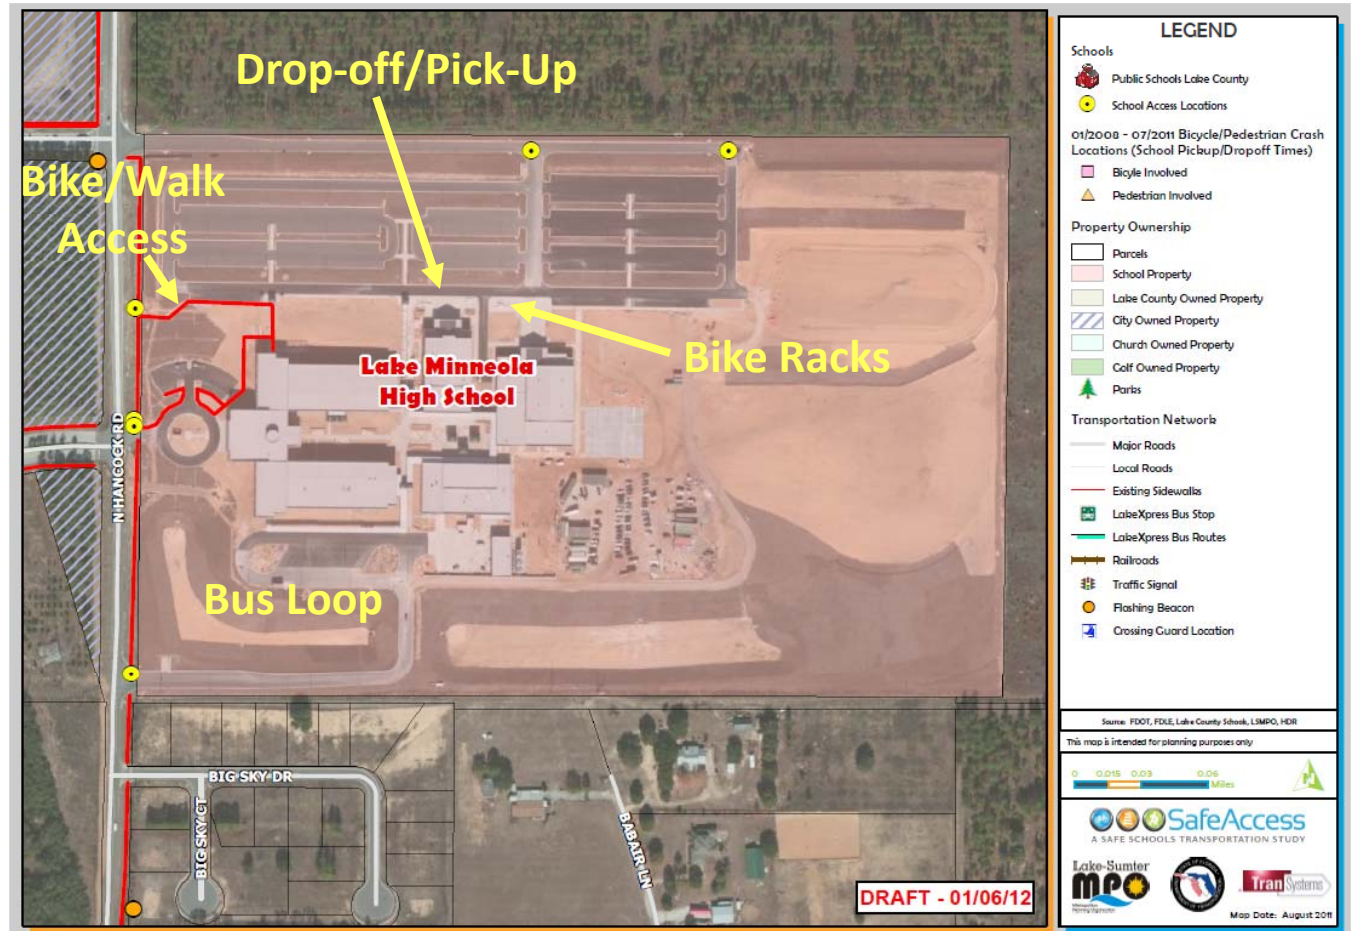 Drop-off/Pick-Up
Bike/Walk
Access
Lake Minneola
High School
Bike Racks
N HANCOCK RD
Bus Loop
BIG SKY DR
BIG SKY CT
BABAIR LN
DRAFT - 01/06/12
LEGEND
Schools
Public Schools Lake County
School Access Locations
01/2008 - 07/2011 Bicycle/Pedestrian Crash
Locations (School Pickup/Dropoff Times)
Bicyle Involved
Pedestrian Involved
Property Ownership
Parcels
School Property
Lake County Owned Property
City Owned Property
Church Owned Property
Golf Owned Property
Parks
Transportation Network
Major Roads
Local Roads
Existing Sidewalks
LakeXpress Bus Stop
LakeXpress Bus Routes
Railroads
Traffic Signal
Flashing Beacon
Crossing Guard Location
Source: FDOT, FDLE, Lake County Schools, LSMPO, HDR
This map is intended for planning purposes only
0 0.015 0.03 0.06
Miles
N
SafeAccess
A SAFE SCHOOLS TRANSPORTATION STUDY
Lake-Sumter
MPO
TranSystems
Map Date: August 2011